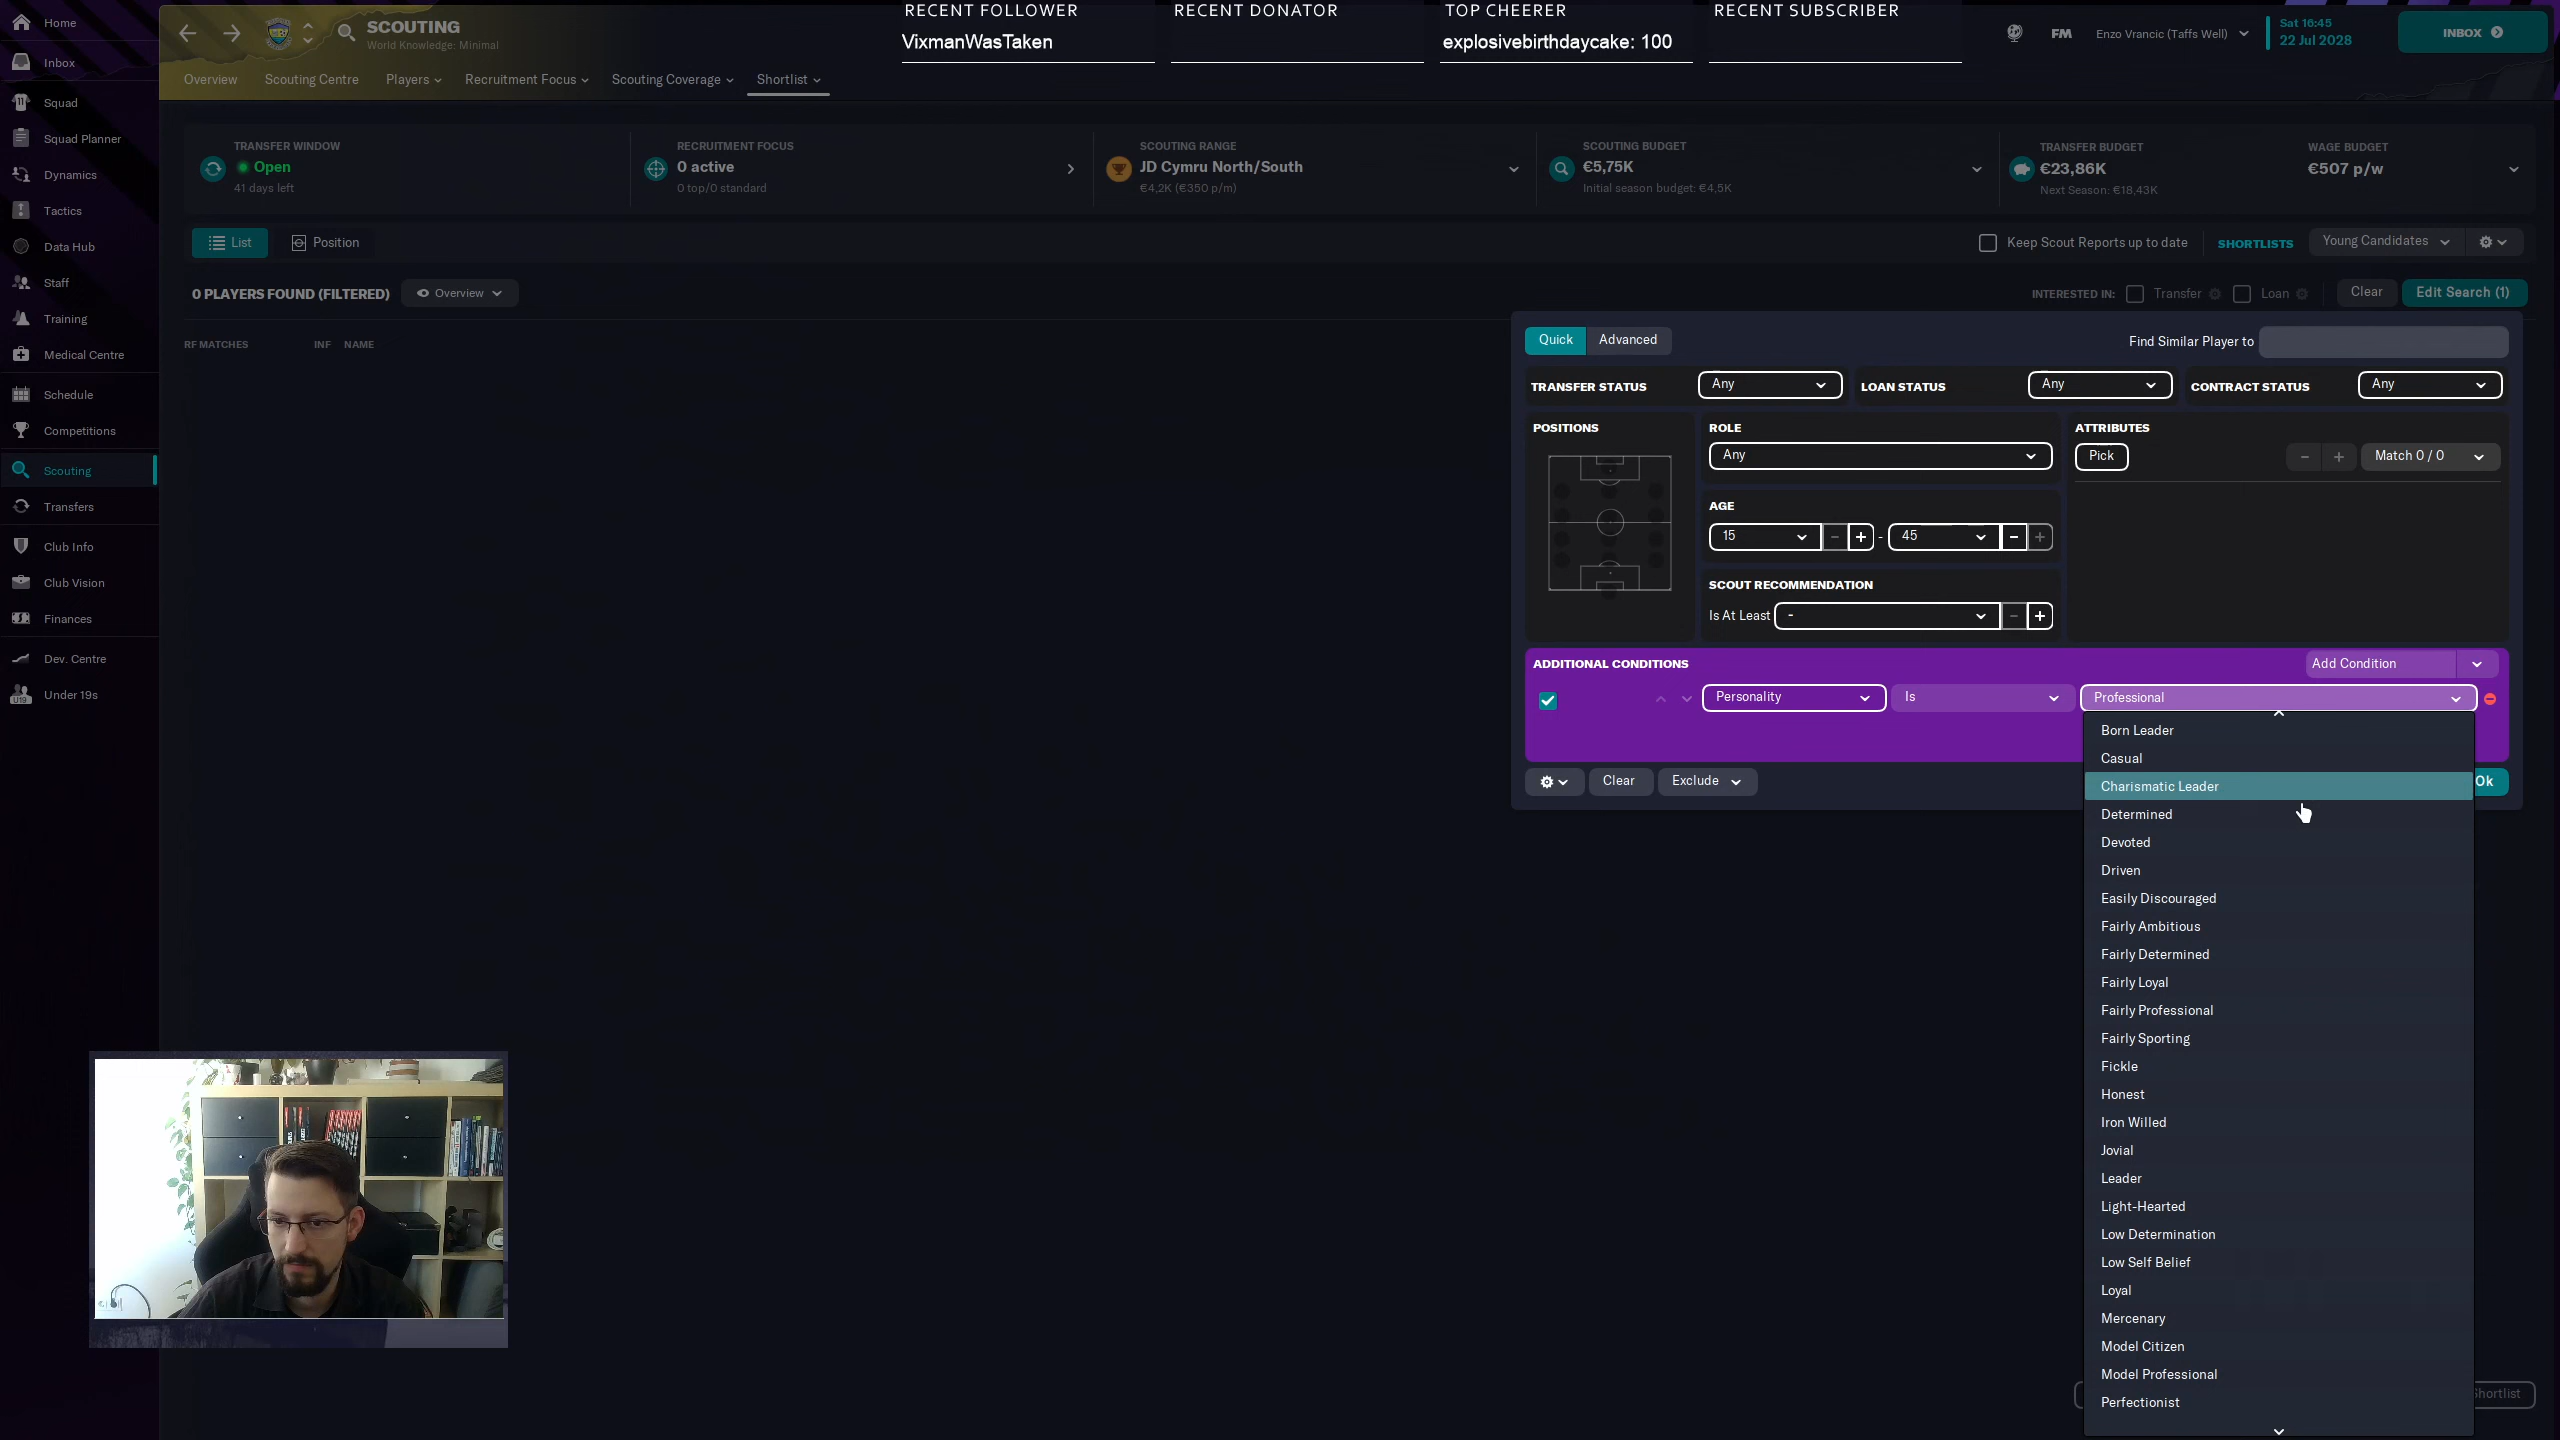 RECENT FOLLOWER
VixmanWasTaken
RECENT DONATOR
TOP CHEERER
explosivebirthdaycake: 100
RECENT SUBSCRIBER
Home
Inbox
Squad
Squad Planner
Dynamics
Tactics
Data Hub
Staff
Training
Medical Centre
Schedule
Competitions
Scouting
Transfers
Club Info
Club Vision
Finances
Dev. Centre
Under 19s
SCOUTING
World Knowledge: Minimal
FM
Enzo Vrancic (Taffs Well)
Sat 16:45
22 Jul 2028
INBOX
Overview
Scouting Centre
Players
Recruitment Focus
Scouting Coverage
Shortlist
TRANSFER WINDOW
Open
41 days left
RECRUITMENT FOCUS
0 active
0 top/0 standard
SCOUTING RANGE
JD Cymru North/South
€4,2K (€350 p/m)
SCOUTING BUDGET
€5,75K
Initial season budget: €4,5K
TRANSFER BUDGET
€23,86K
Next Season: €18,43K
WAGE BUDGET
€507 p/w
List
Position
Keep Scout Reports up to date
SHORTLISTS
Young Candidates
0 PLAYERS FOUND (FILTERED)
Overview
INTERESTED IN:
Transfer
Loan
Clear
Edit Search (1)
RF MATCHES
INF
NAME
Quick
Advanced
Find Similar Player to
TRANSFER STATUS
Any
LOAN STATUS
Any
CONTRACT STATUS
Any
POSITIONS
ROLE
Any
ATTRIBUTES
Pick
Match 0 / 0
AGE
15
-
45
SCOUT RECOMMENDATION
Is At Least
-
ADDITIONAL CONDITIONS
Add Condition
Personality
Is
Professional
Clear
Exclude
Ok
Born Leader
Casual
Charismatic Leader
Determined
Devoted
Driven
Easily Discouraged
Fairly Ambitious
Fairly Determined
Fairly Loyal
Fairly Professional
Fairly Sporting
Fickle
Honest
Iron Willed
Jovial
Leader
Light-Hearted
Low Determination
Low Self Belief
Loyal
Mercenary
Model Citizen
Model Professional
Perfectionist
Shortlist